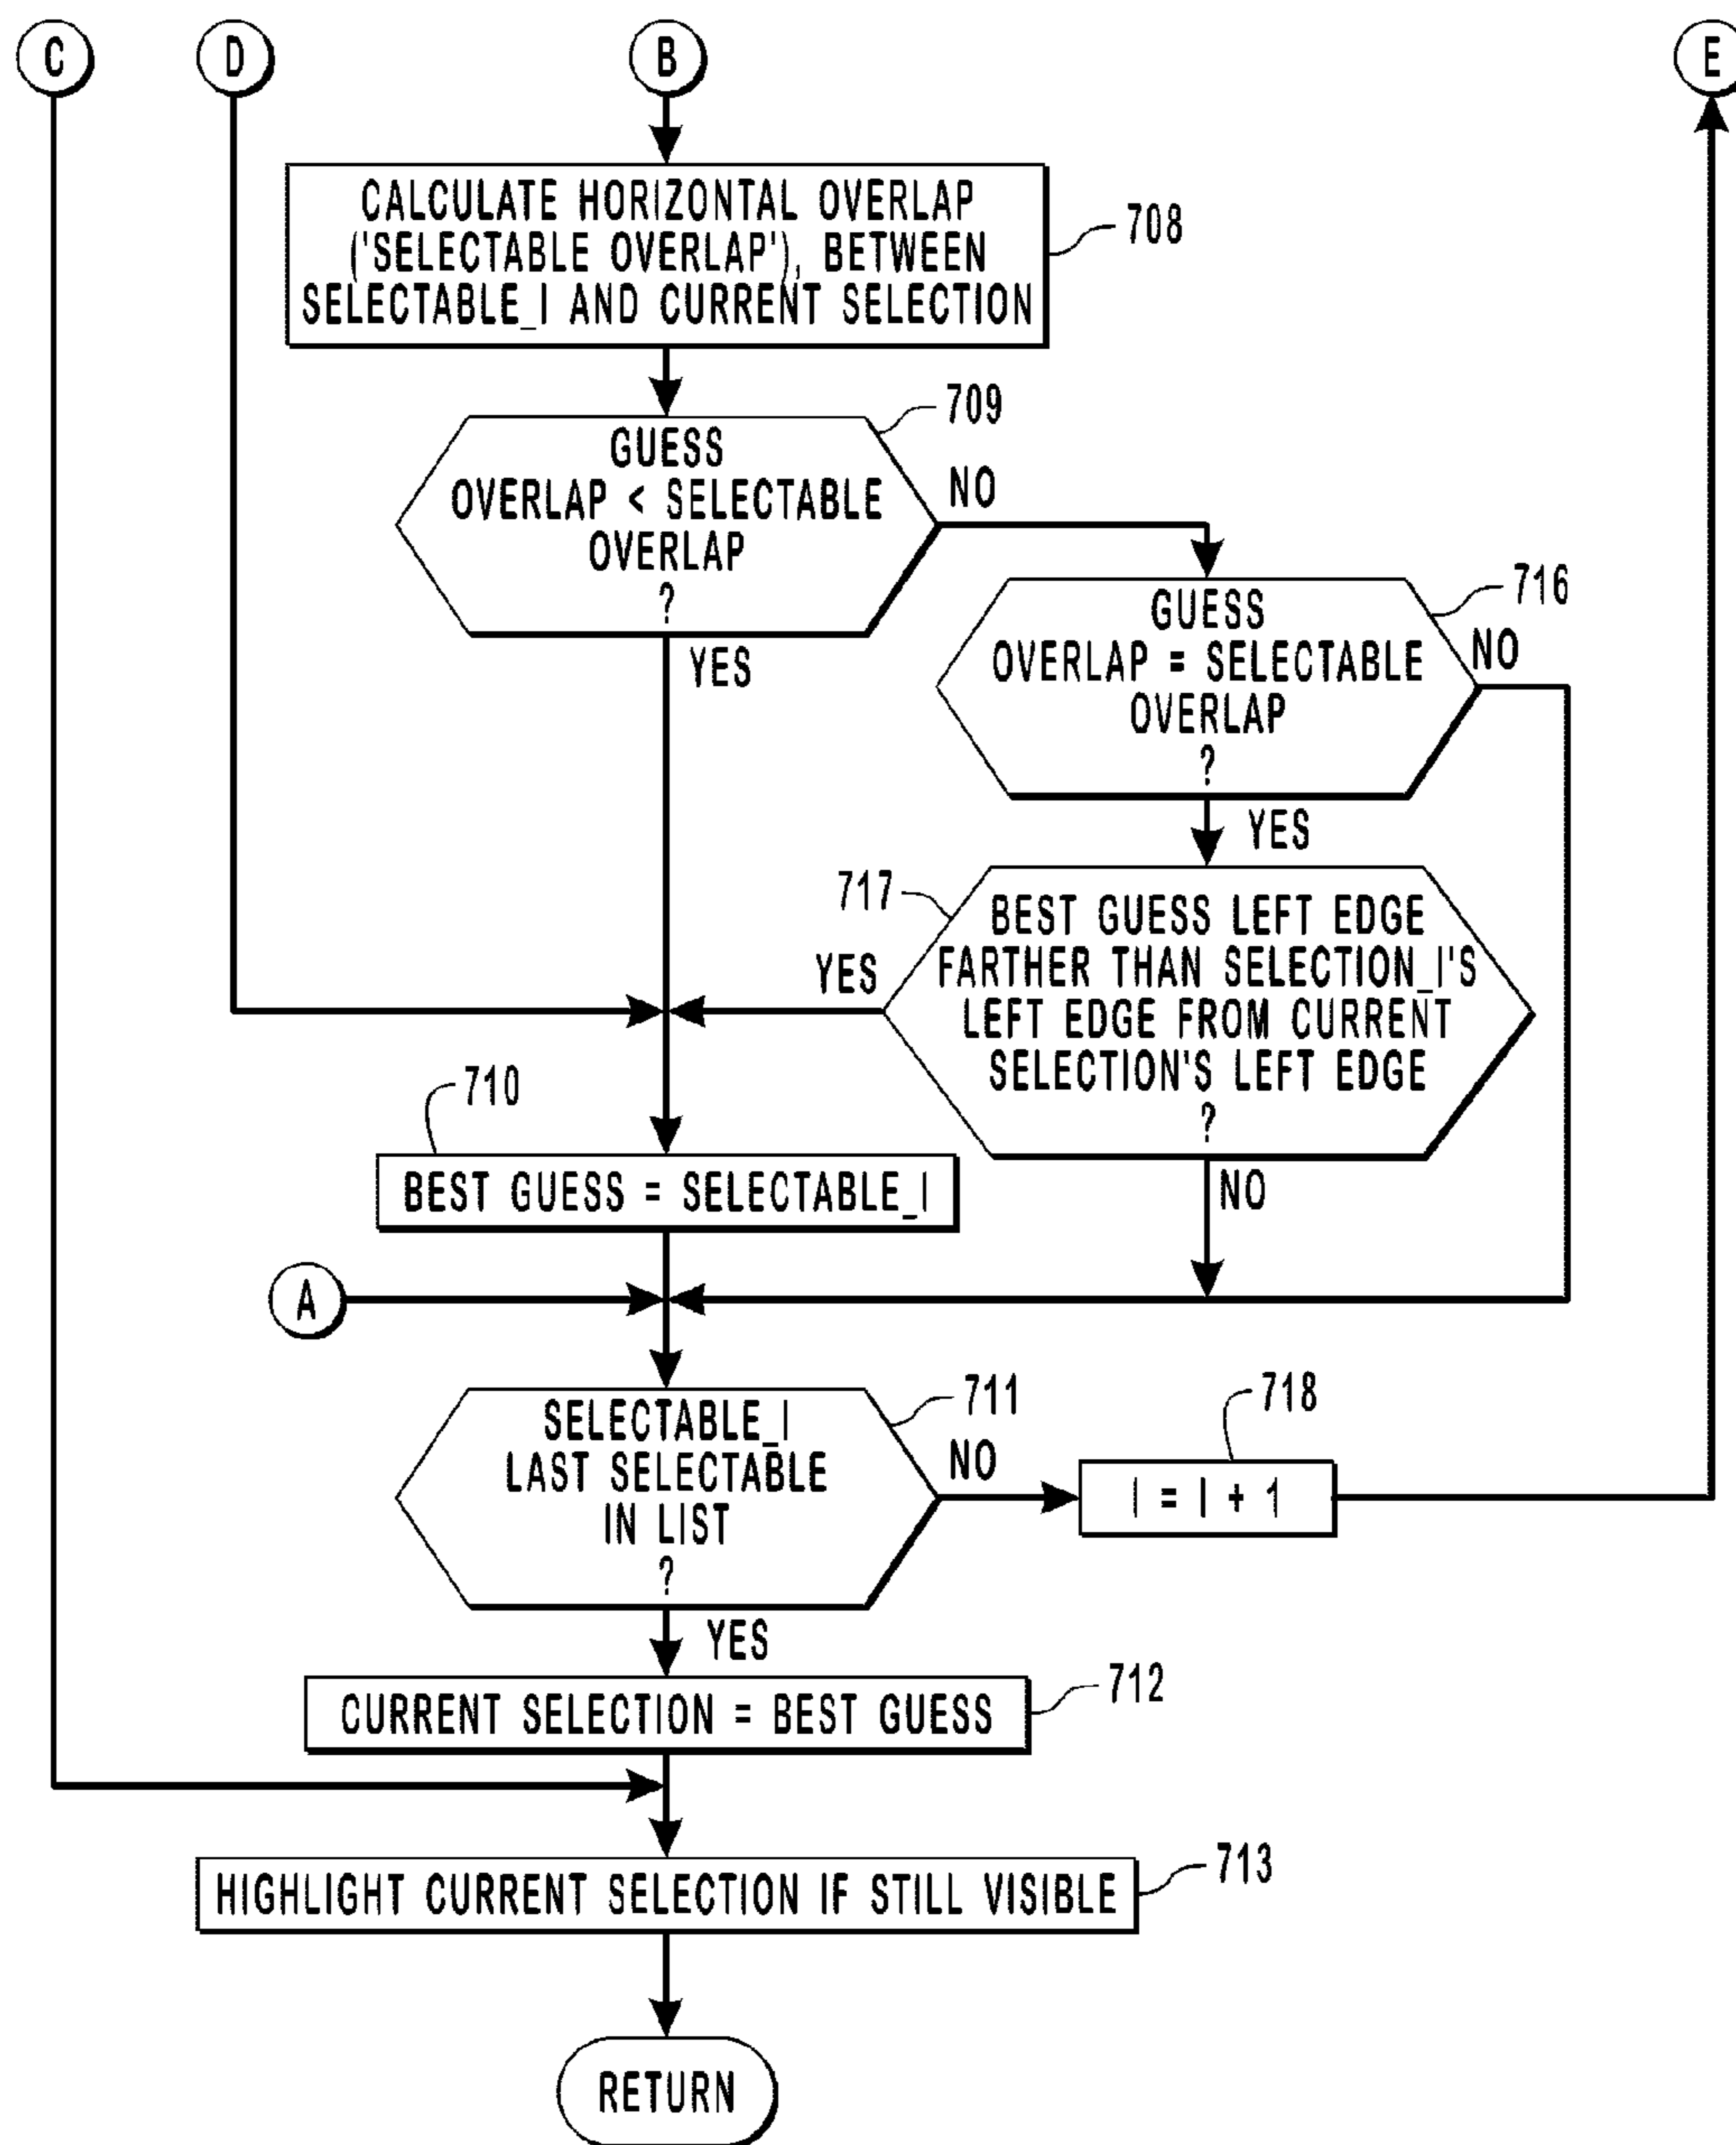 C
D
B
E
CALCULATE HORIZONTAL OVERLAP
('SELECTABLE OVERLAP'), BETWEEN
SELECTABLE_I AND CURRENT SELECTION
708
709
GUESS
OVERLAP < SELECTABLE
OVERLAP
?
NO
YES
716
GUESS
OVERLAP = SELECTABLE
OVERLAP
?
NO
YES
717
BEST GUESS LEFT EDGE
FARTHER THAN SELECTION_I'S
LEFT EDGE FROM CURRENT
SELECTION'S LEFT EDGE
?
YES
NO
710
BEST GUESS = SELECTABLE_I
A
711
SELECTABLE_I
LAST SELECTABLE
IN LIST
?
NO
718
I = I + 1
YES
CURRENT SELECTION = BEST GUESS
712
HIGHLIGHT CURRENT SELECTION IF STILL VISIBLE
713
RETURN